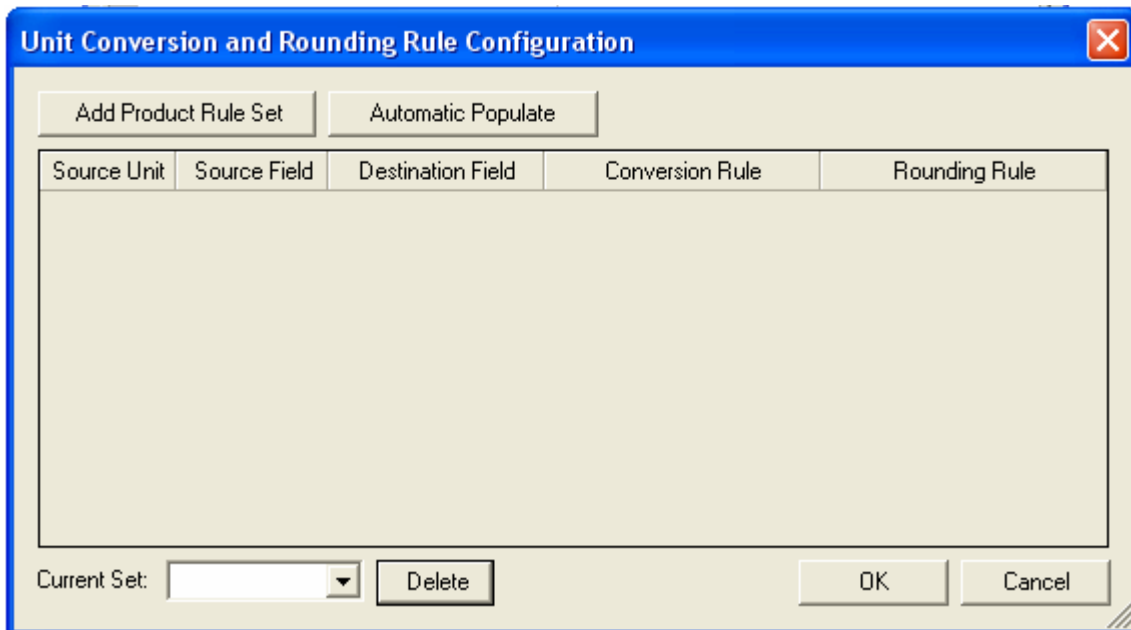 Unit Conversion and Rounding Rule Configuration
Add Product Rule Set Automatic Populate
Source Unit Source Field Destination Field Conversion Rule Rounding Rule
Current Set: Delete OK Cancel